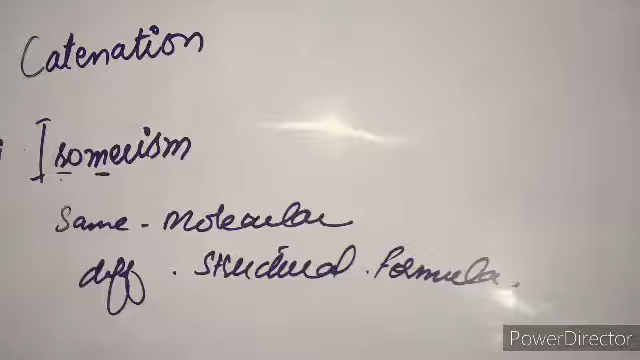 Catenation
Isomerism
Same - Molecular
diff. Structural. Formula.
PowerDirector